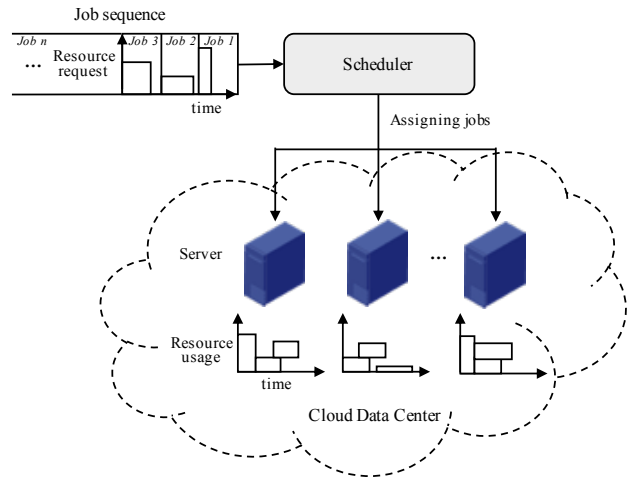 Job sequence
Job n Job 3 Job 2 Job 1
... Resource request
time
Scheduler
Assigning jobs
Server
...
Resource usage
time
Cloud Data Center